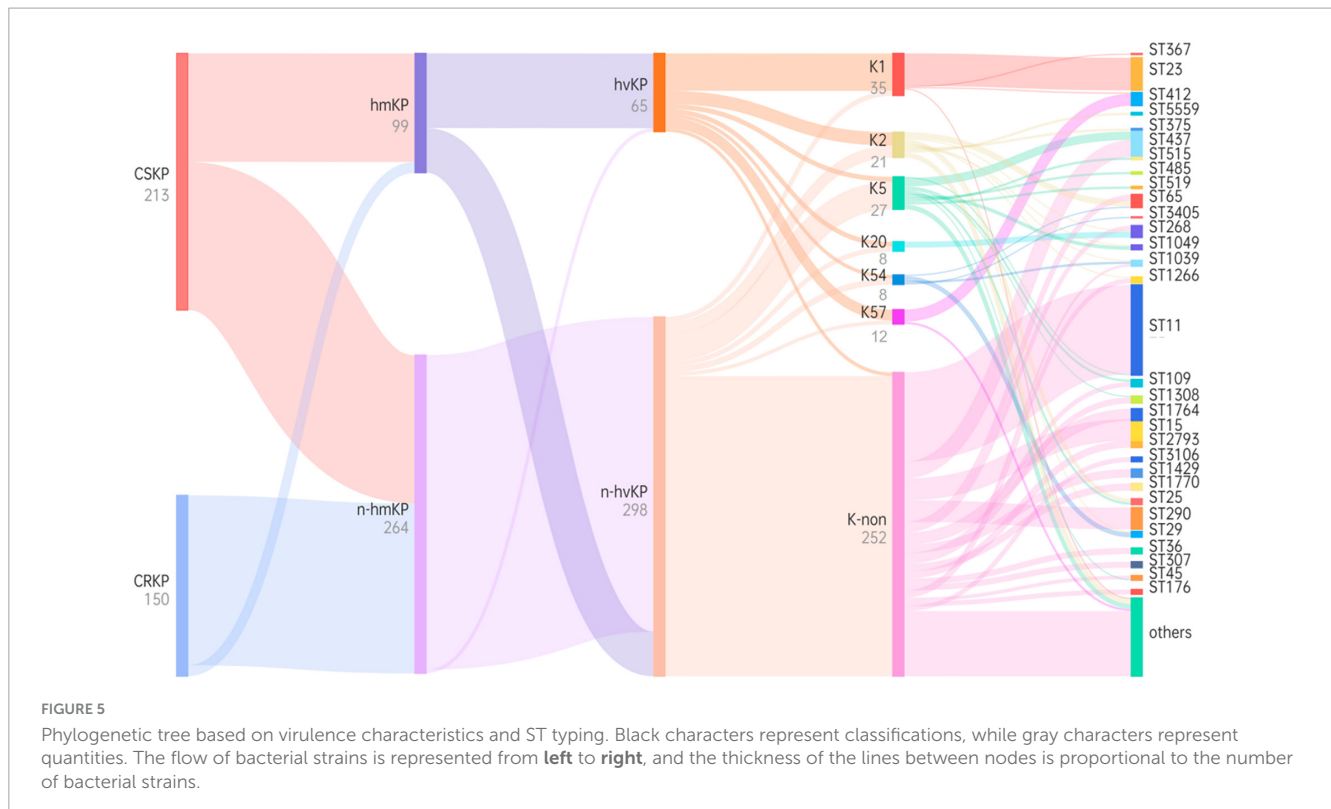 CSKP
213
CRKP
150
hmKP
99
n-hmKP
264
hvKP
65
n-hvKP
298
K1
35
K2
21
K5
27
K20
8
K54
8
K57
12
K-non
252
ST367
ST23
ST412
ST5559
ST375
ST437
ST515
ST485
ST519
ST65
ST3405
ST268
ST1049
ST1039
ST1266
ST11
ST109
ST1308
ST1764
ST15
ST2793
ST3106
ST1429
ST1770
ST25
ST290
ST29
ST36
ST307
ST45
ST176
others
FIGURE 5
Phylogenetic tree based on virulence characteristics and ST typing. Black characters represent classifications, while gray characters represent
quantities. The flow of bacterial strains is represented from left to right, and the thickness of the lines between nodes is proportional to the number
of bacterial strains.